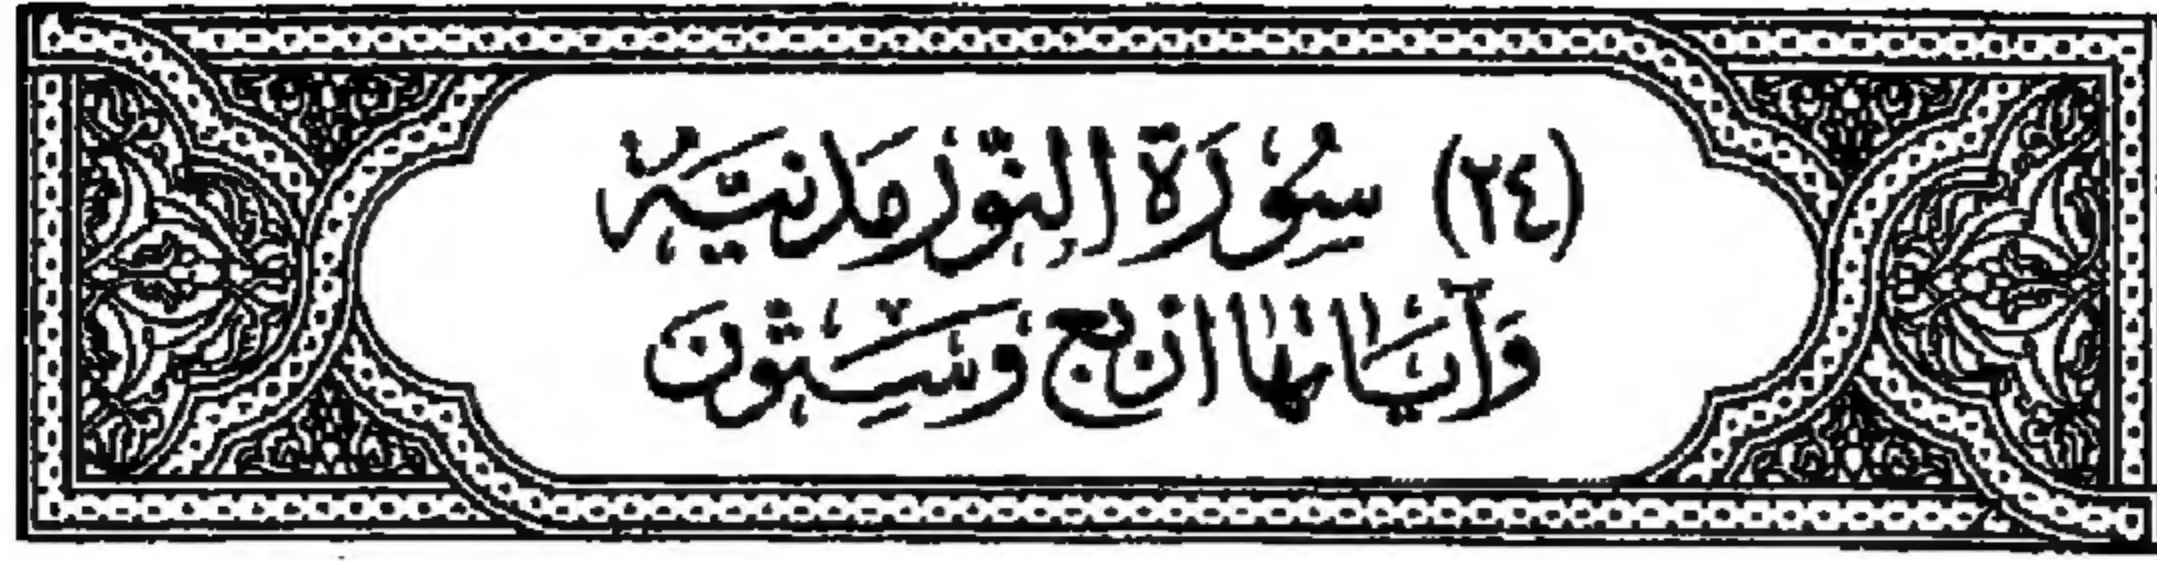 (٢٤) سُورَةُ النُّورِ مَدَنِيَّةٌ
وَآيَاتُهَا أَرْبَعٌ وَسِتُّونَ